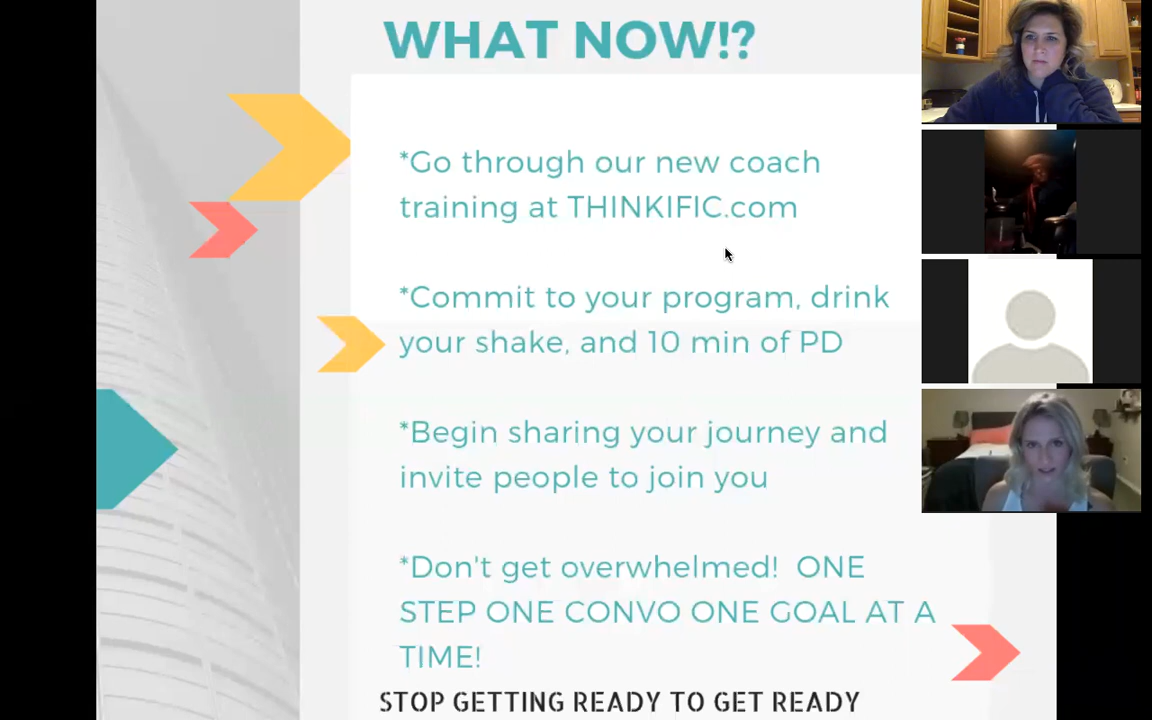 WHAT NOW!?
*Go through our new coach
training at THINKIFIC.com
*Commit to your program, drink
your shake, and 10 min of PD
*Begin sharing your journey and
invite people to join you
*Don't get overwhelmed! ONE
STEP ONE CONVO ONE GOAL AT A
TIME!
STOP GETTING READY TO GET READY